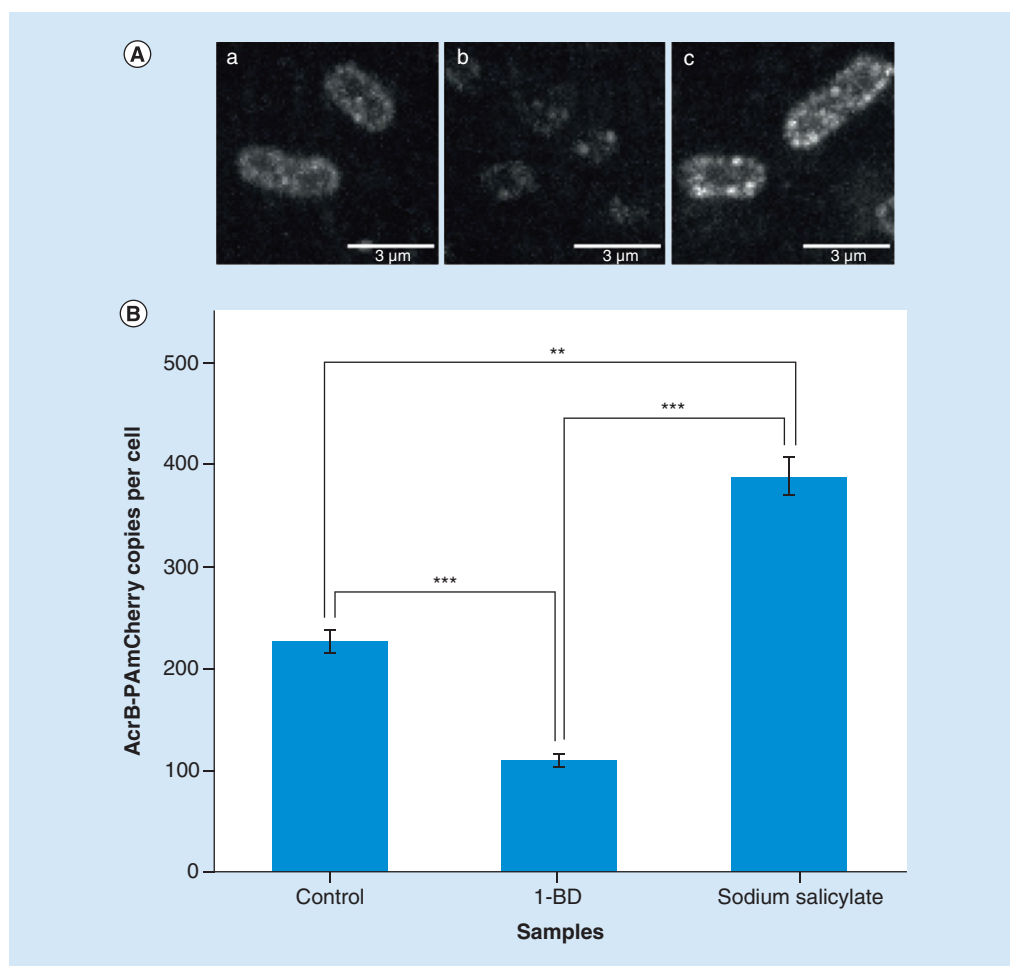 A
a
b
c
3 µm
3 µm
3 µm
B
AcrB-PAmCherry copies per cell
500
400
300
200
100
0
**
***
***
Control
1-BD
Sodium salicylate
Samples